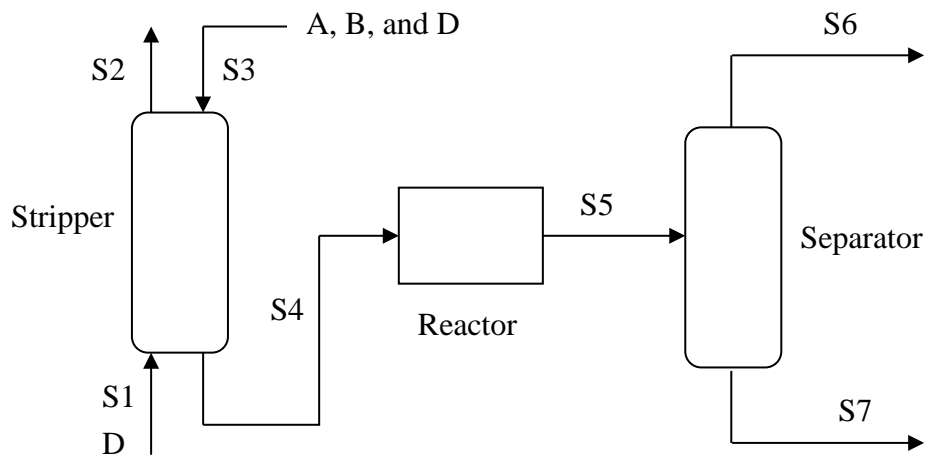 A, B, and D
S6
S2
S3
Stripper
S5
Separator
S4
Reactor
S1
D
S7